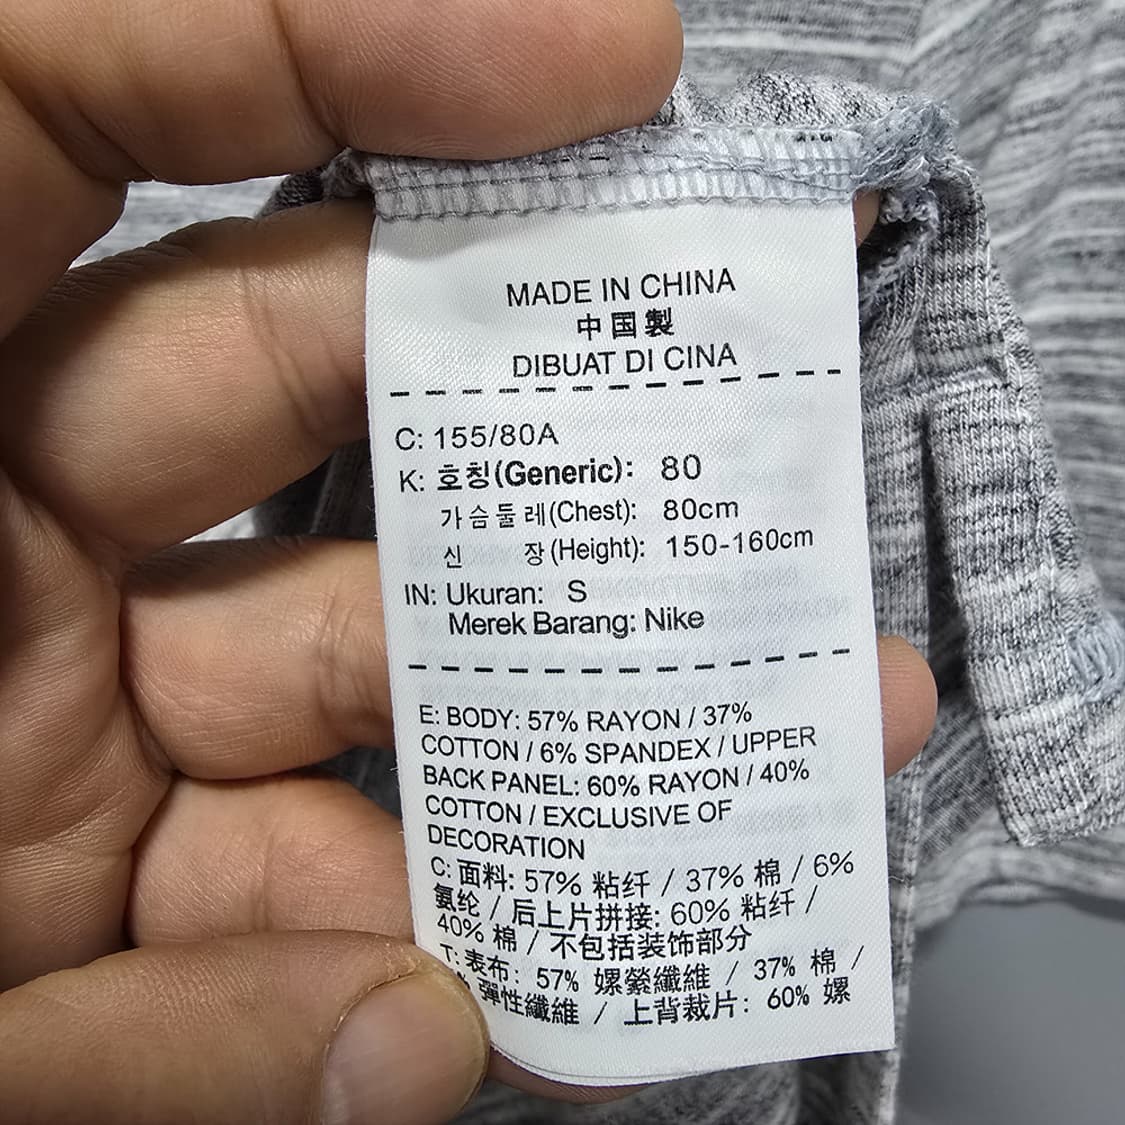 MADE IN CHINA
中国製
DIBUAT DI CINA
C: 155/80A
K: 호칭(Generic): 80
가슴둘레(Chest): 80cm
신 장(Height): 150-160cm
IN: Ukuran: S
Merek Barang: Nike
E: BODY: 57% RAYON / 37%
COTTON / 6% SPANDEX / UPPER
BACK PANEL: 60% RAYON / 40%
COTTON / EXCLUSIVE OF
DECORATION
C: 面料: 57% 粘纤 / 37% 棉 / 6%
氨纶 / 后上片拼接: 60% 粘纤 /
40% 棉 / 不包括装饰部分
T: 表布: 57% 嫘縈纖維 / 37% 棉 /
% 彈性纖維 / 上背裁片: 60% 嫘